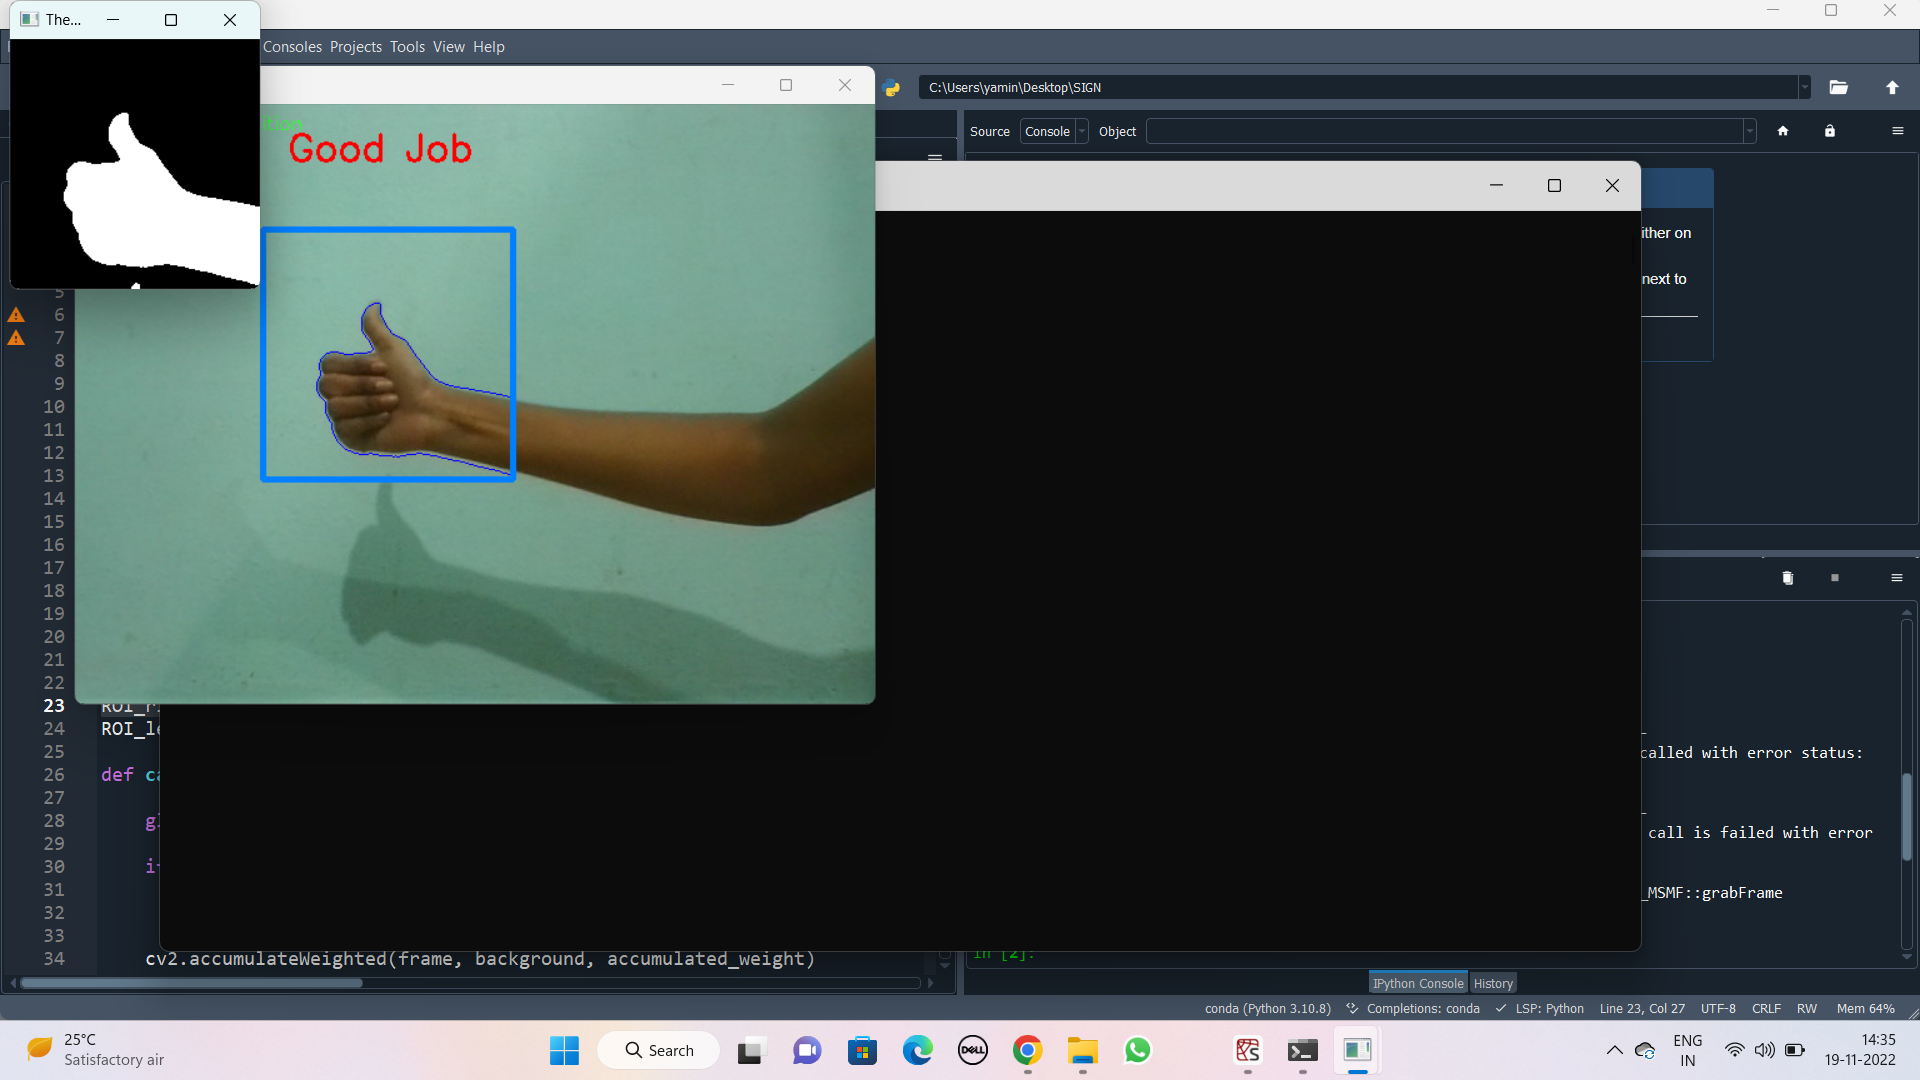 The...
Consoles Projects Tools View Help
C:\Users\yamin\Desktop\SIGN
Source Console Object
Good Job
ither on
next to
5
6
7
8
9
10
11
12
13
14
15
16
17
18
19
20
21
22
23
24 ROI_le
25
26 def ca
27
28
29
30
31
32
33
34 cv2.accumulateWeighted(frame, background, accumulated_weight)
called with error status:
call is failed with error
_MSMF::grabFrame
In [2]:
IPython Console History
conda (Python 3.10.8) Completions: conda LSP: Python Line 23, Col 27 UTF-8 CRLF RW Mem 64%
25°C
Satisfactory air
Search
DELL
ENG
IN
14:35
19-11-2022